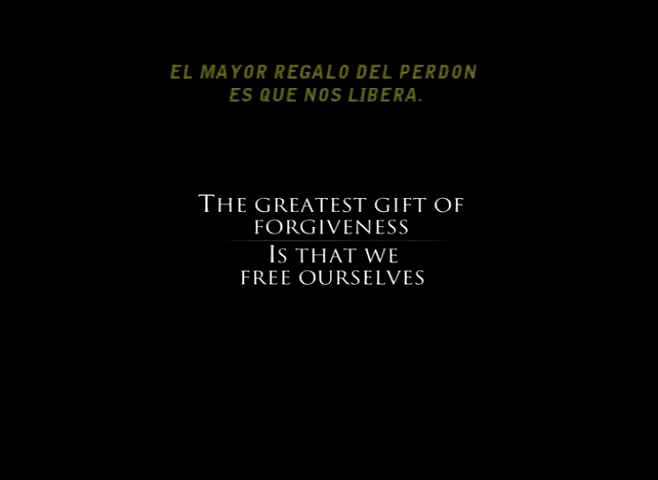 EL MAYOR REGALO DEL PERDON
ES QUE NOS LIBERA.
THE GREATEST GIFT OF
FORGIVENESS
IS THAT WE
FREE OURSELVES